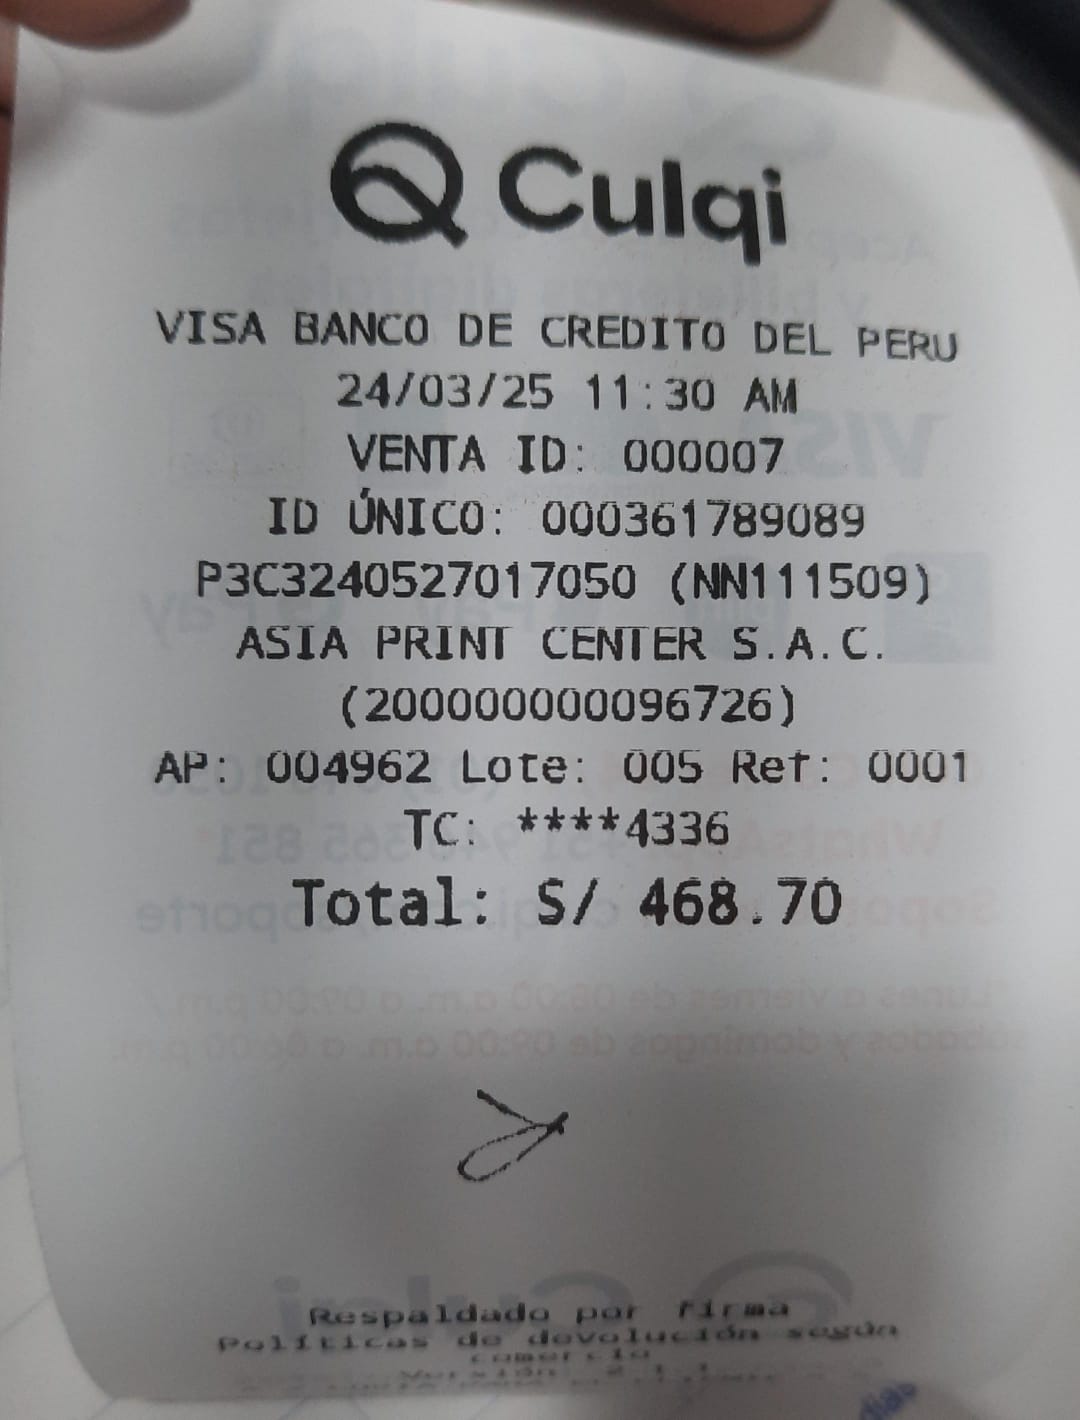 Culqi
VISA BANCO DE CREDITO DEL PERU
24/03/25 11:30 AM
VENTA ID: 000007
ID ÚNICO: 000361789089
P3C3240527017050 (NN111509)
ASIA PRINT CENTER S.A.C.
(2000000000096726)
AP: 004962 Lote: 005 Ref: 0001
TC: ****4336
Total: S/ 468.70
Respaldado por firma
Políticas de devolución según
comercio